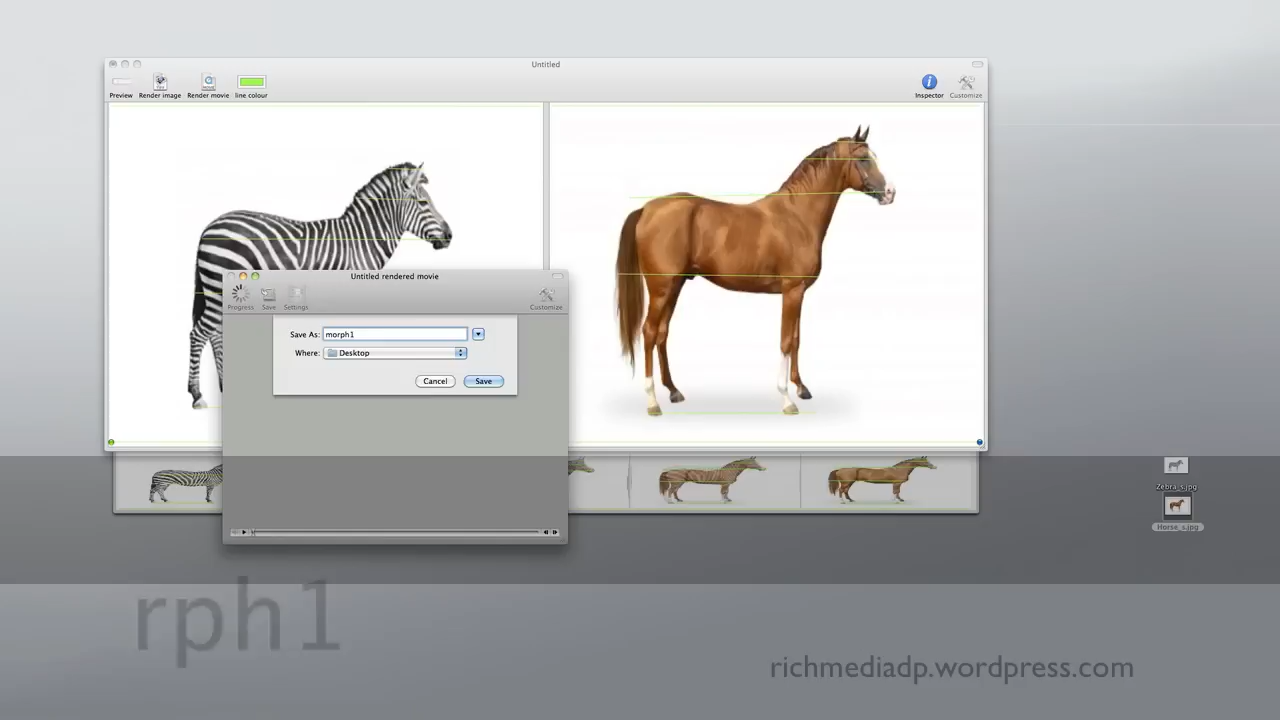 Untitled
Preview Render image Render movie line colour Inspector Customize
Untitled rendered movie
Progress Save Settings Customize
Save As: morph1
Where: Desktop
Cancel Save
Zebra_s.jpg
Horse_s.jpg
rph1
richmediadp.wordpress.com